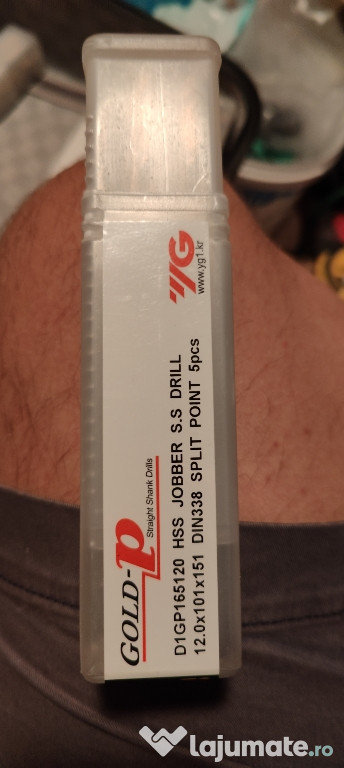 YG
www.yg1.kr
GOLD-P
Straight Shank Drills
D1GP165120 HSS JOBBER S.S DRILL
12.0x101x151 DIN338 SPLIT POINT 5pcs
Lajumate.ro